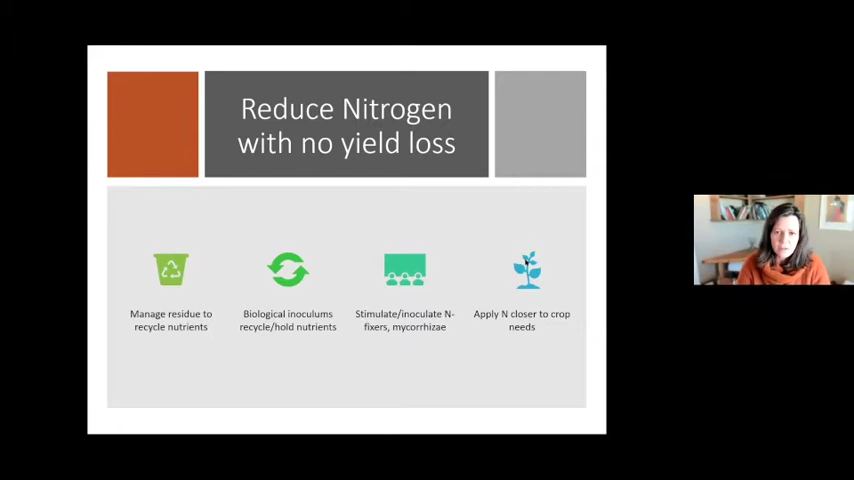 Reduce Nitrogen
with no yield loss
Manage residue to
recycle nutrients
Biological inoculums
recycle/hold nutrients
Stimulate/inoculate N-
fixers, mycorrhizae
Apply N closer to crop
needs